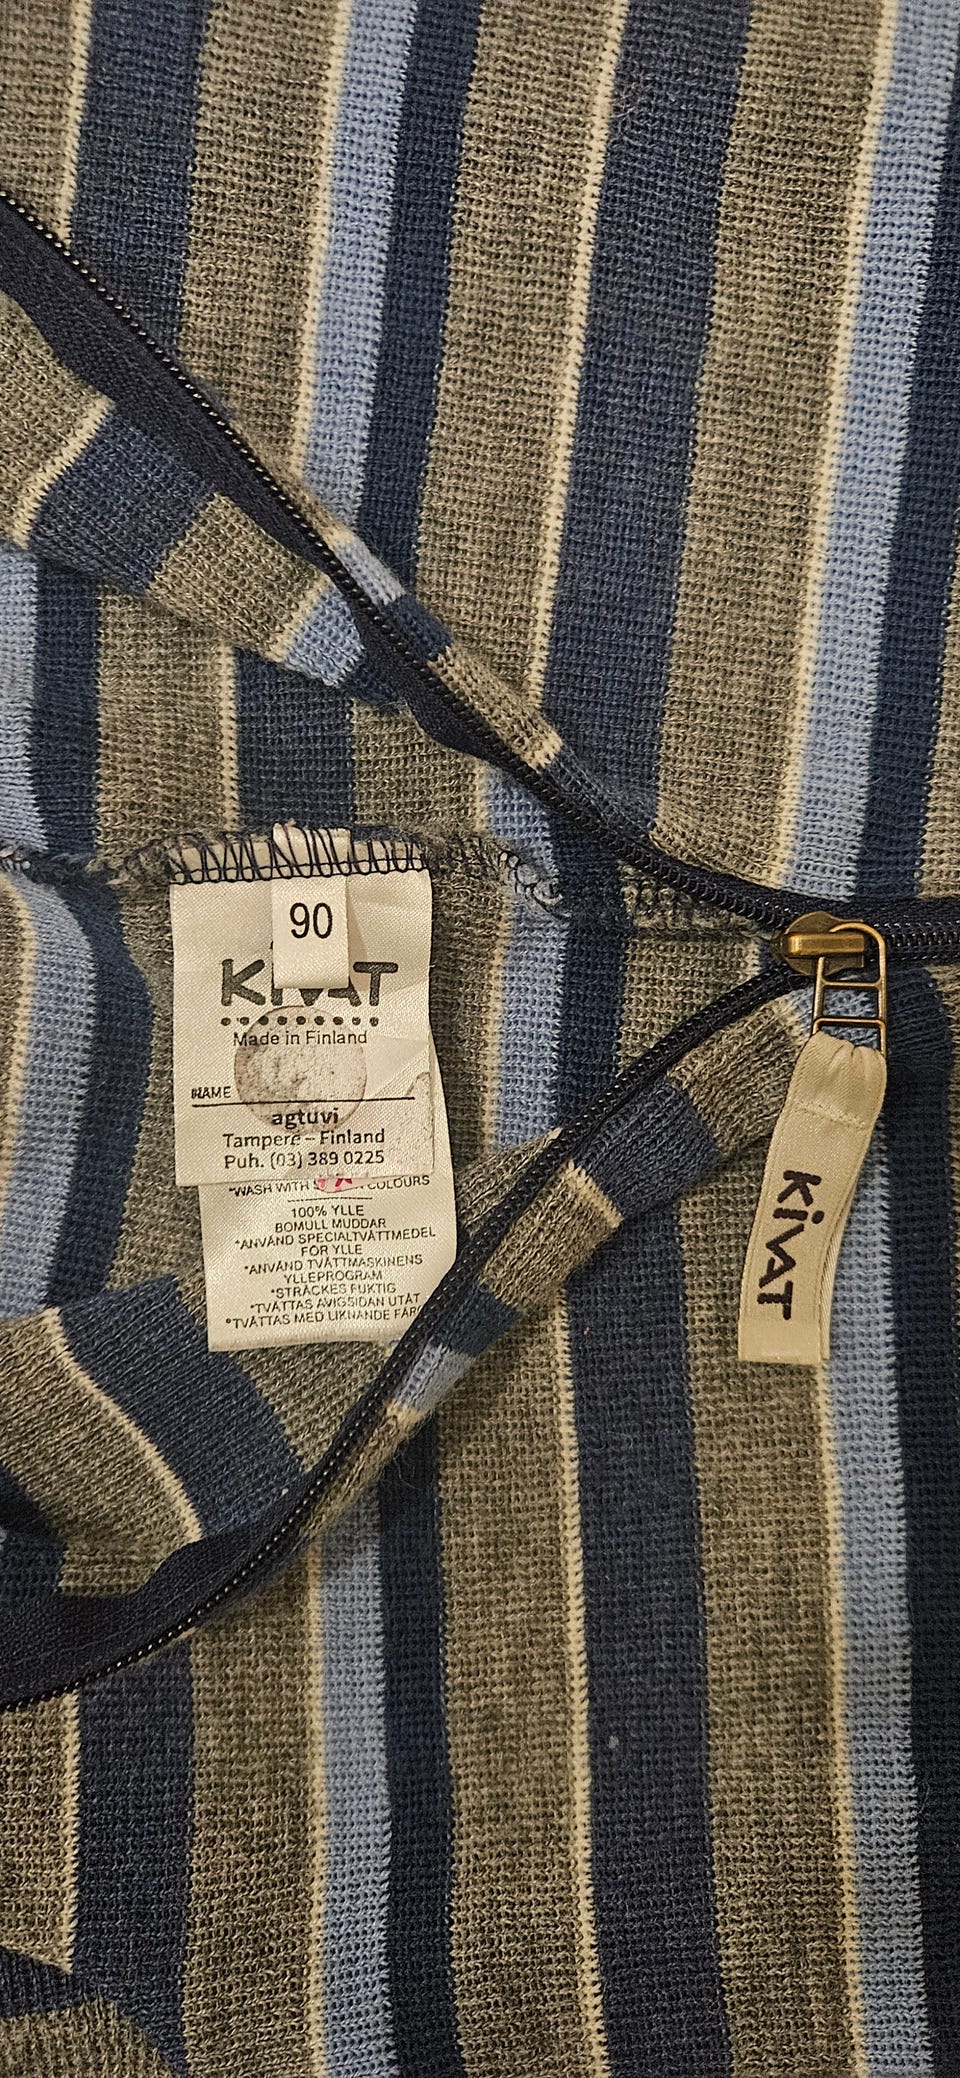 90
KIVAT
Made in Finland
NAME
agtuvi
Tampere – Finland
Puh. (03) 389 0225
*WASH WITH COLOURS
100% YLLE
BOMULL MUDDAR
*ANVÄND SPECIALTVÄTTMEDEL
FÖR YLLE
*ANVÄND TVÄTTMASKINENS
YLLEPROGRAM
*STRÄCKES FUKTIG
*TVÄTTAS AVIGSIDAN UTÅT
*TVÄTTAS MED LIKNANDE
KiVAT